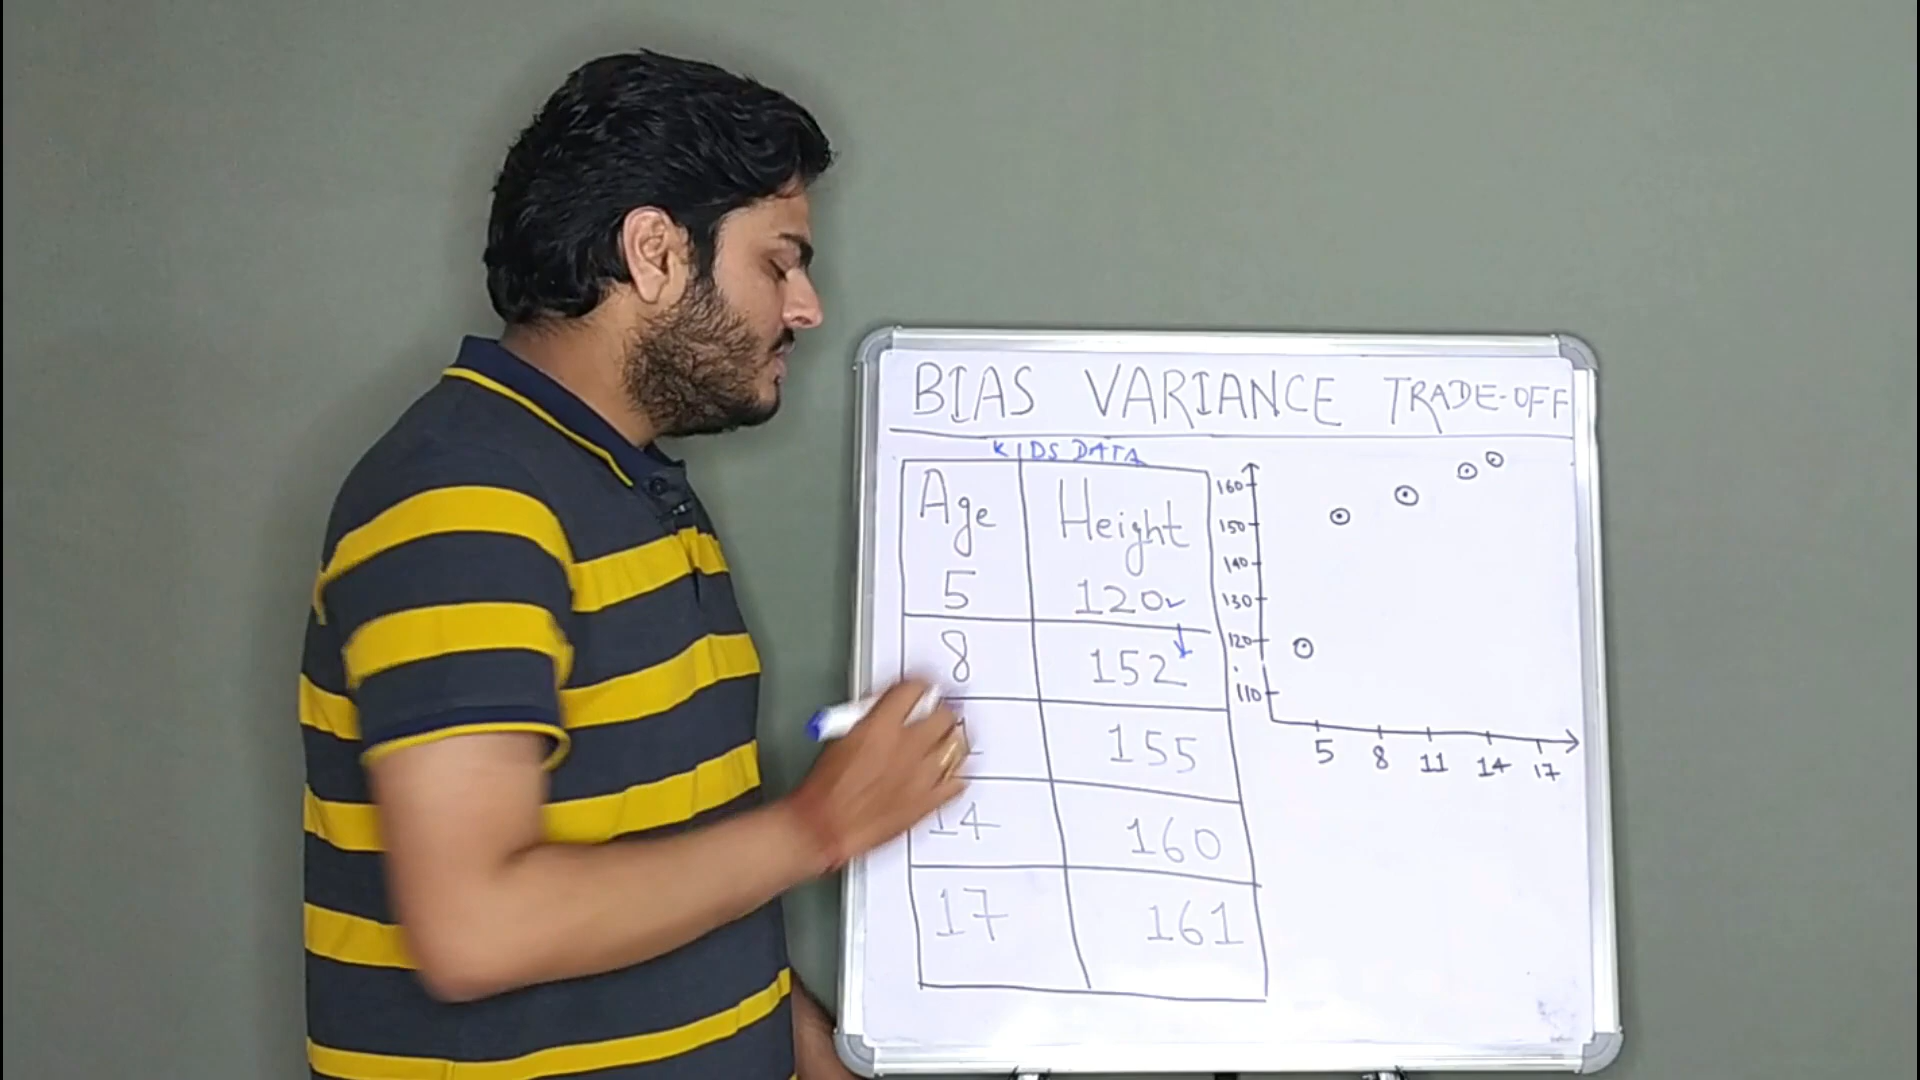 BIAS VARIANCE TRADE-OFF
KIDS DATA
Age Height
5 120
8 152
155
14 160
17 161
160
150
140
130
120
110
5 8 11 14 17